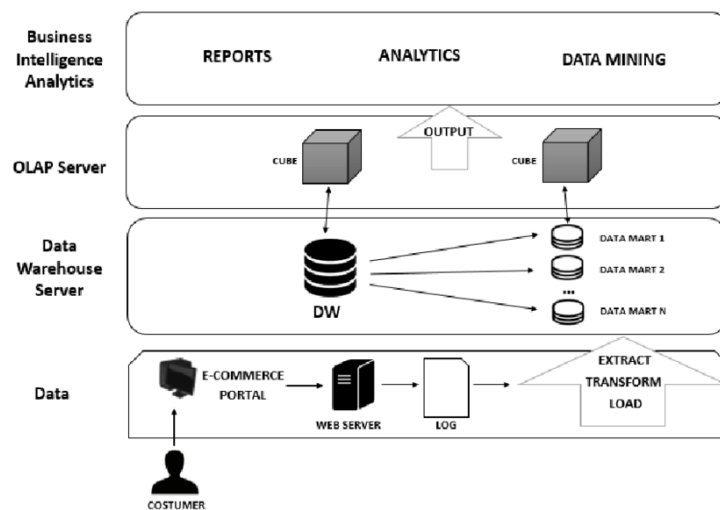 Business
Intelligence
Analytics
REPORTS
ANALYTICS
DATA MINING
OUTPUT
OLAP Server
CUBE
CUBE
Data
Warehouse
Server
DW
DATA MART 1
DATA MART 2
...
DATA MART N
Data
E-COMMERCE
PORTAL
WEB SERVER
LOG
EXTRACT
TRANSFORM
LOAD
COSTUMER